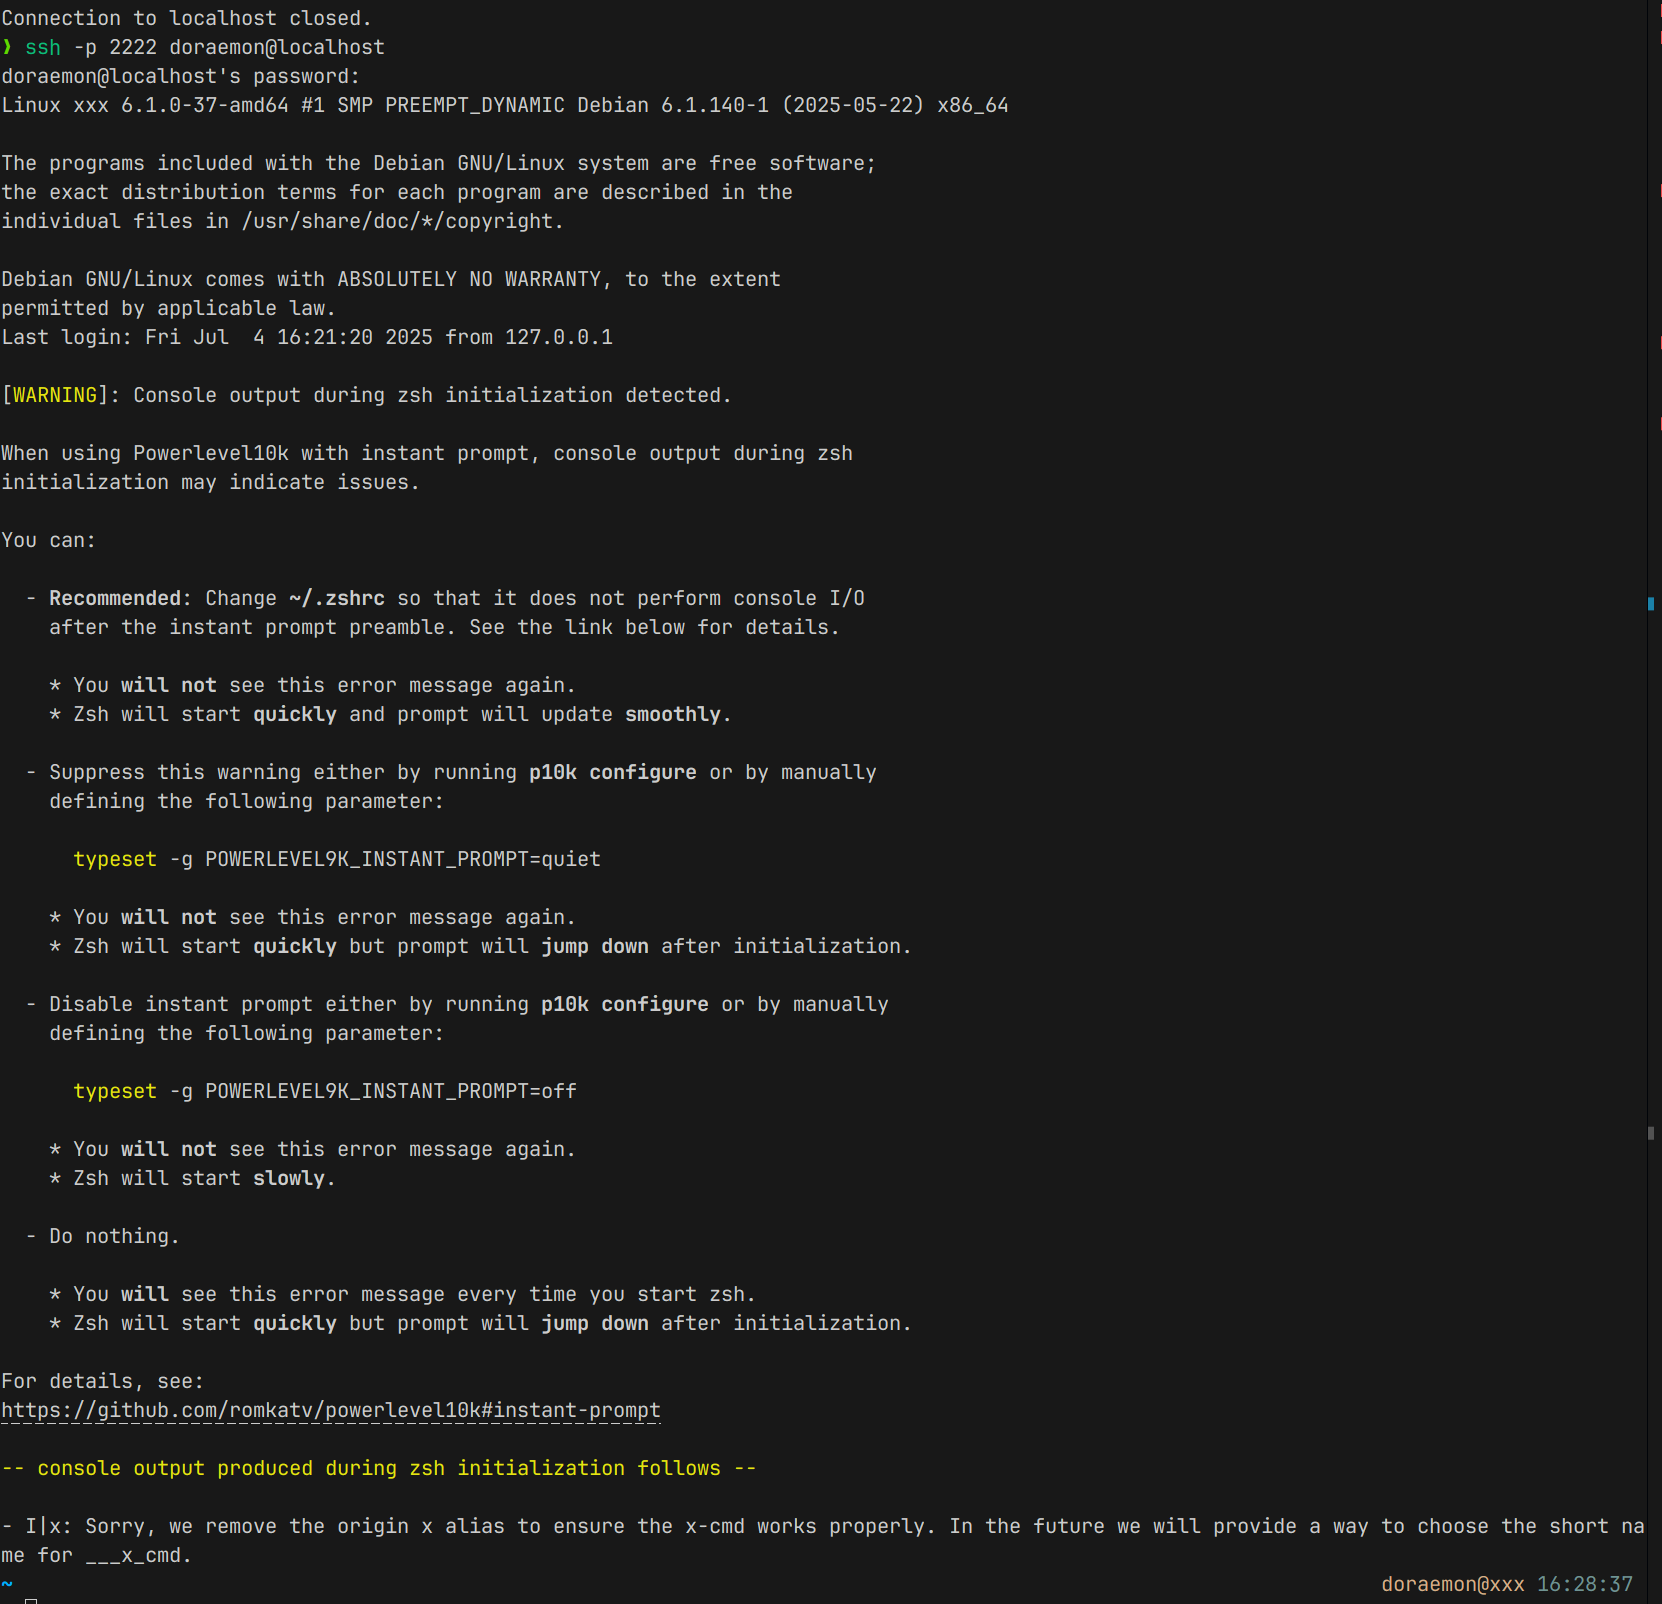 Connection to localhost closed.
❯ ssh -p 2222 doraemon@localhost
doraemon@localhost's password:
Linux xxx 6.1.0-37-amd64 #1 SMP PREEMPT_DYNAMIC Debian 6.1.140-1 (2025-05-22) x86_64
The programs included with the Debian GNU/Linux system are free software;
the exact distribution terms for each program are described in the
individual files in /usr/share/doc/*/copyright.
Debian GNU/Linux comes with ABSOLUTELY NO WARRANTY, to the extent
permitted by applicable law.
Last login: Fri Jul  4 16:21:20 2025 from 127.0.0.1
[WARNING]: Console output during zsh initialization detected.
When using Powerlevel10k with instant prompt, console output during zsh
initialization may indicate issues.
You can:
  - Recommended: Change ~/.zshrc so that it does not perform console I/O
    after the instant prompt preamble. See the link below for details.
    * You will not see this error message again.
    * Zsh will start quickly and prompt will update smoothly.
  - Suppress this warning either by running p10k configure or by manually
    defining the following parameter:
      typeset -g POWERLEVEL9K_INSTANT_PROMPT=quiet
    * You will not see this error message again.
    * Zsh will start quickly but prompt will jump down after initialization.
  - Disable instant prompt either by running p10k configure or by manually
    defining the following parameter:
      typeset -g POWERLEVEL9K_INSTANT_PROMPT=off
    * You will not see this error message again.
    * Zsh will start slowly.
  - Do nothing.
    * You will see this error message every time you start zsh.
    * Zsh will start quickly but prompt will jump down after initialization.
For details, see:
https://github.com/romkatv/powerlevel10k#instant-prompt
-- console output produced during zsh initialization follows --
- I|x: Sorry, we remove the origin x alias to ensure the x-cmd works properly. In the future we will provide a way to choose the short na
me for ___x_cmd.
~ doraemon@xxx 16:28:37